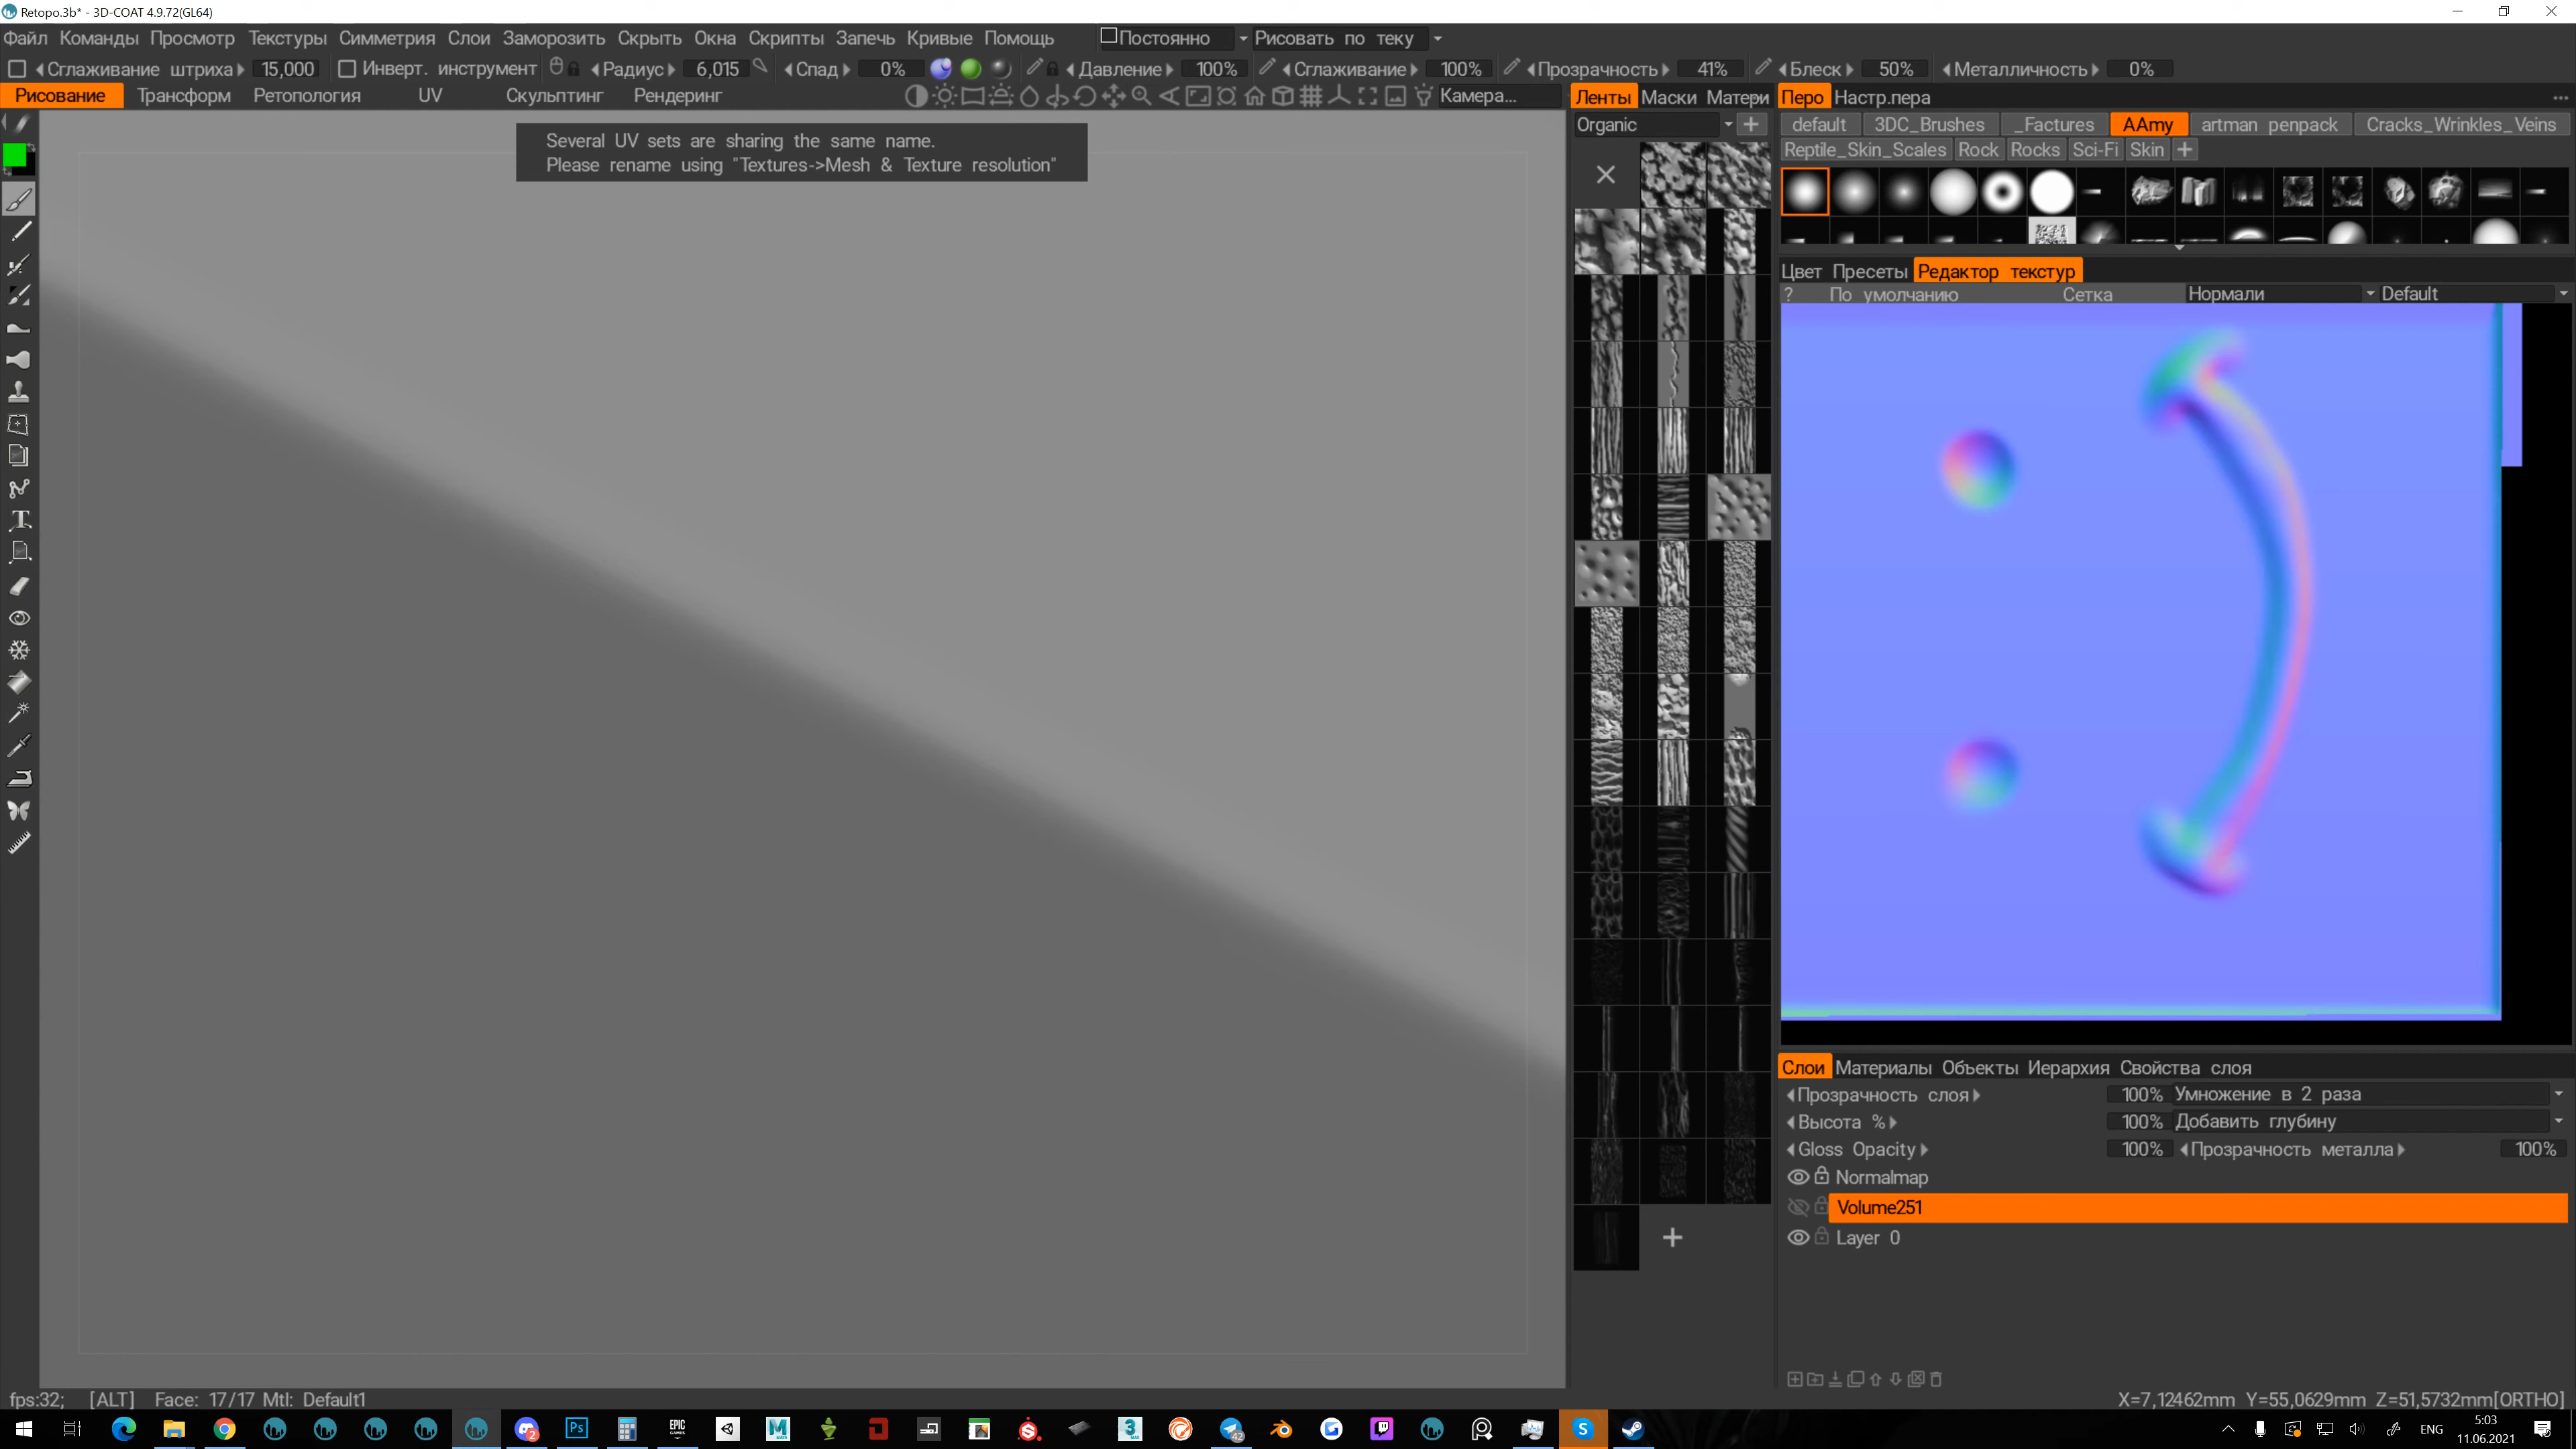 Retopo.3b* - 3D-COAT 4.9.72(GL64)
Файл Команды Просмотр Текстуры Симметрия Слои Заморозить Скрыть Окна Скрипты Запечь Кривые Помощь Постоянно Рисовать по теку
Сглаживание штриха 15,000 Инверт. инструмент Радиус 6,015 Спад 0% Давление 100% Сглаживание 100% Прозрачность 41% Блеск 50% Металличность 0%
Рисование Трансформ Ретопология UV Скульптинг Рендеринг Камера...
Several UV sets are sharing the same name.
Please rename using "Textures->Mesh & Texture resolution"
Ленты Маски Матери
Organic
Перо Настр.пера
default 3DC_Brushes _Factures AAmy artman penpack Cracks_Wrinkles_Veins
Reptile_Skin_Scales Rock Rocks Sci-Fi Skin
Цвет Пресеты Редактор текстур
? По умолчанию Сетка Нормали Default
Слои Материалы Объекты Иерархия Свойства слоя
Прозрачность слоя 100% Умножение в 2 раза
Высота % 100% Добавить глубину
Gloss Opacity 100% Прозрачность металла 100%
Normalmap
Volume251
Layer 0
fps:32; [ALT] Face: 17/17 Mtl: Default1
X=7,12462mm Y=55,0629mm Z=51,5732mm[ORTHO]
2
Ps
EPIC
GAMES
M
3
42
S
ENG
5:03
11.06.2021